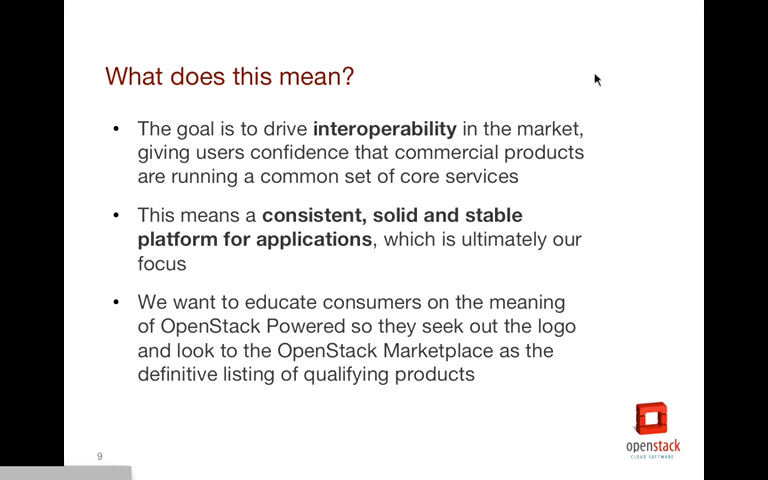 What does this mean?
• The goal is to drive interoperability in the market,
giving users confidence that commercial products
are running a common set of core services
• This means a consistent, solid and stable
platform for applications, which is ultimately our
focus
• We want to educate consumers on the meaning
of OpenStack Powered so they seek out the logo
and look to the OpenStack Marketplace as the
definitive listing of qualifying products
openstack
CLOUD SOFTWARE
9